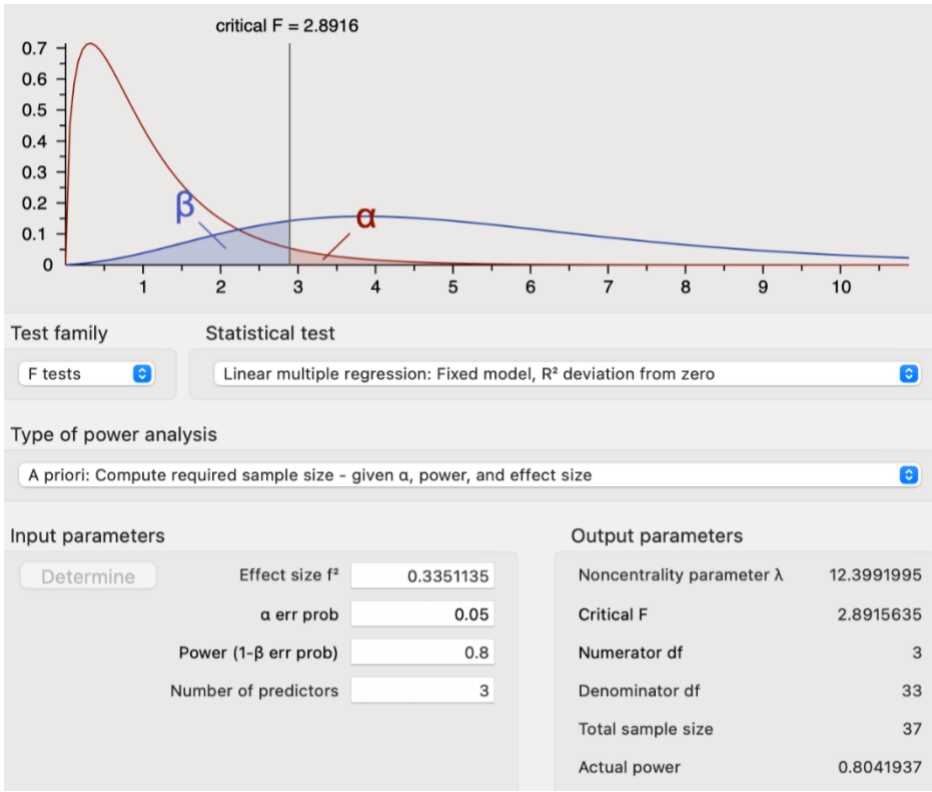 critical F = 2.8916
0.7
0.6
0.5
0.4
0.3
0.2
0.1
0
β
α
1 2 3 4 5 6 7 8 9 10
Test family Statistical test
F tests Linear multiple regression: Fixed model, R² deviation from zero
Type of power analysis
A priori: Compute required sample size - given α, power, and effect size
Input parameters Output parameters
Determine Effect size f² 0.3351135 Noncentrality parameter λ 12.3991995
α err prob 0.05 Critical F 2.8915635
Power (1-β err prob) 0.8 Numerator df 3
Number of predictors 3 Denominator df 33
Total sample size 37
Actual power 0.8041937